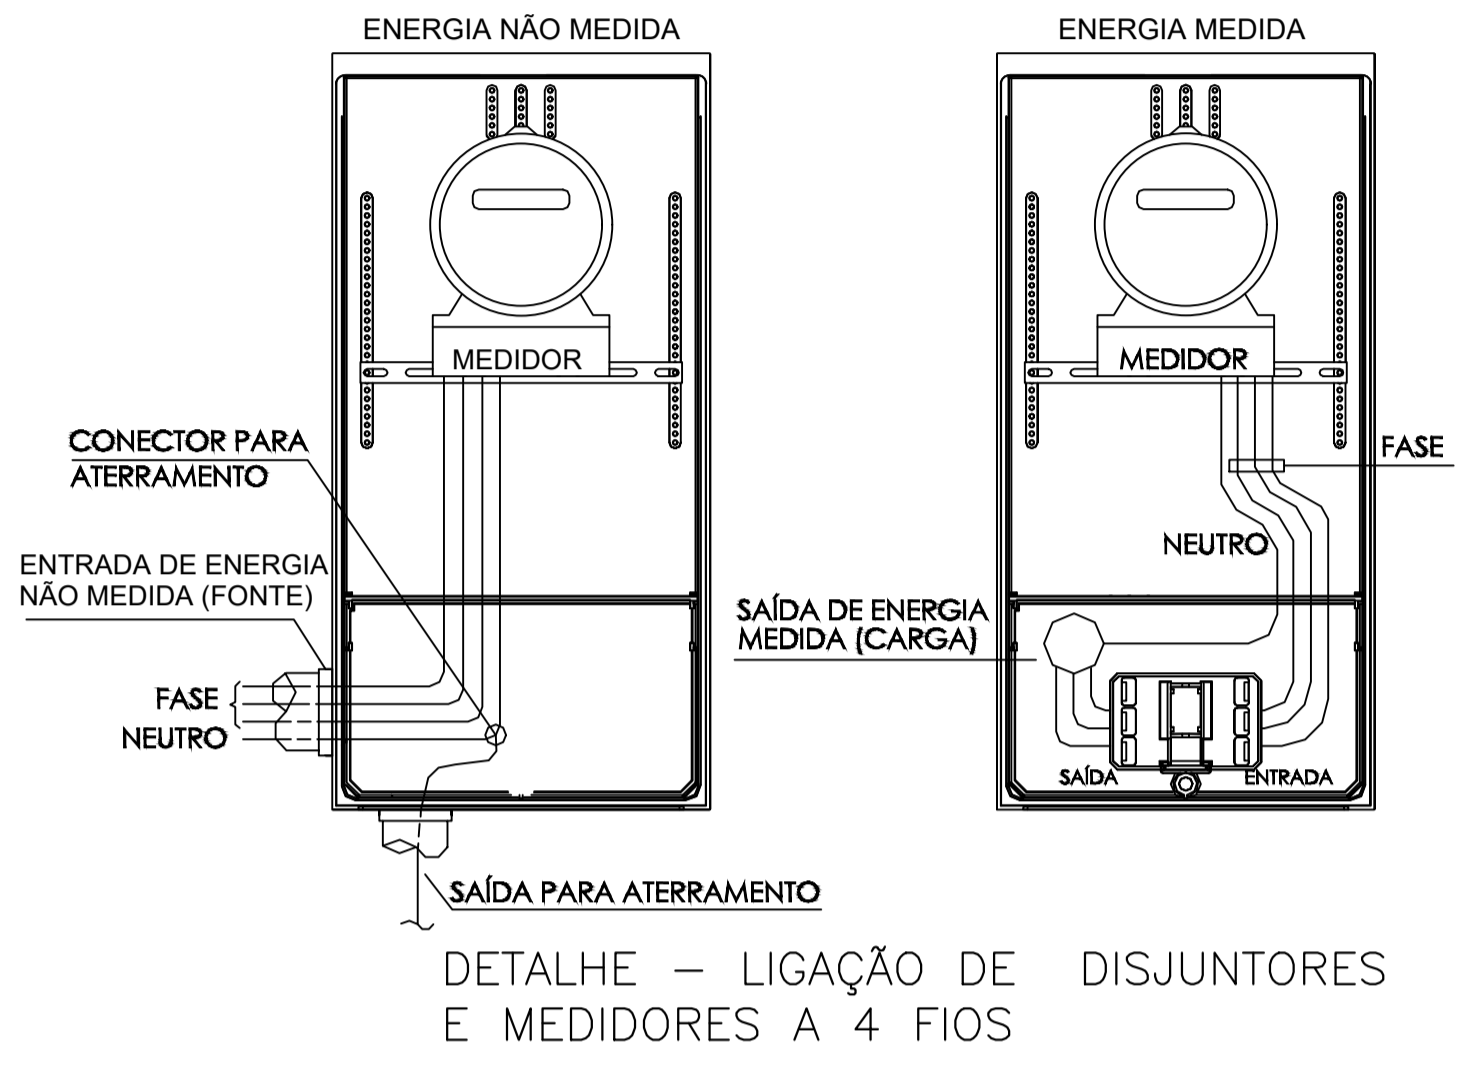 ENERGIA NÃO MEDIDA
ENERGIA MEDIDA
MEDIDOR
MEDIDOR
CONECTOR PARA
ATERRAMENTO
FASE
ENTRADA DE ENERGIA
NÃO MEDIDA (FONTE)
NEUTRO
SAÍDA DE ENERGIA
MEDIDA (CARGA)
FASE
NEUTRO
SAÍDA
ENTRADA
SAÍDA PARA ATERRAMENTO
DETALHE - LIGAÇÃO DE DISJUNTORES
E MEDIDORES A 4 FIOS